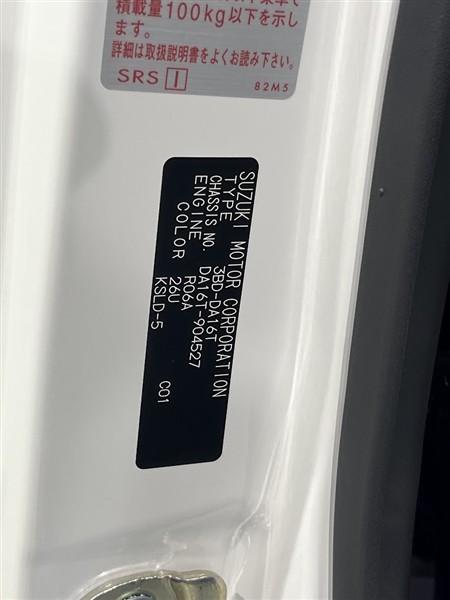 積載量100kg以下を示し
ます。
詳細は取扱説明書をよくお読み下さい。
SRS I
82M5
SUZUKI MOTOR CORPORATION
TYPE 3BD-DA16T
CHASSIS NO. DA16T-904527
ENGINE R06A
COLOR 26U
KSLD-5 C01